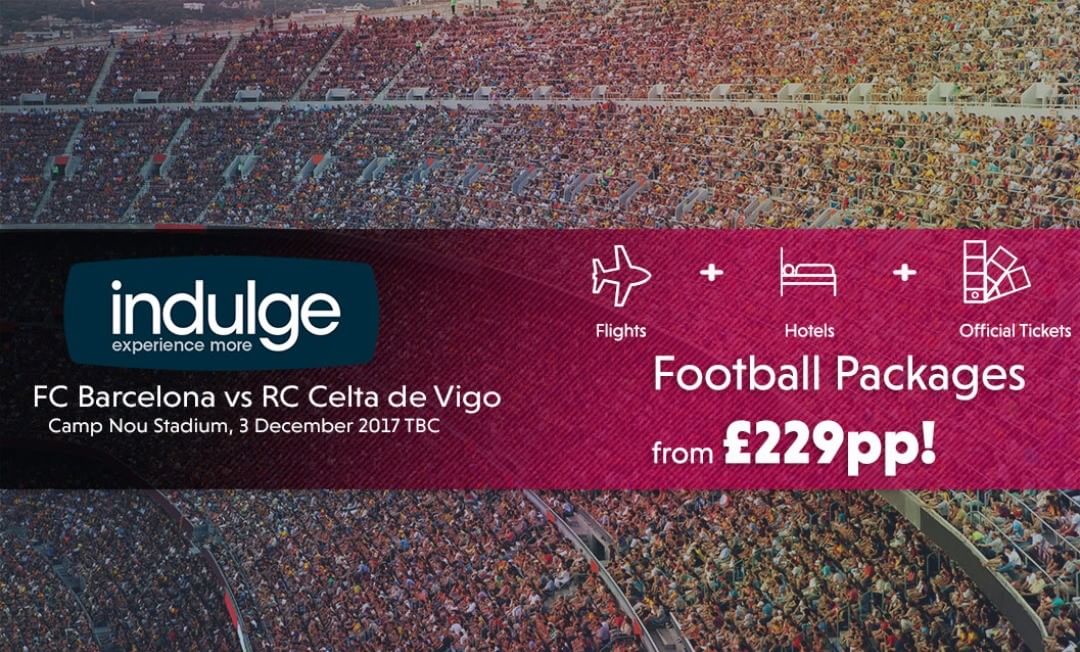 indulge
experience more
FC Barcelona vs RC Celta de Vigo
Camp Nou Stadium, 3 December 2017 TBC
Flights + Hotels + Official Tickets
Football Packages
from £229pp!